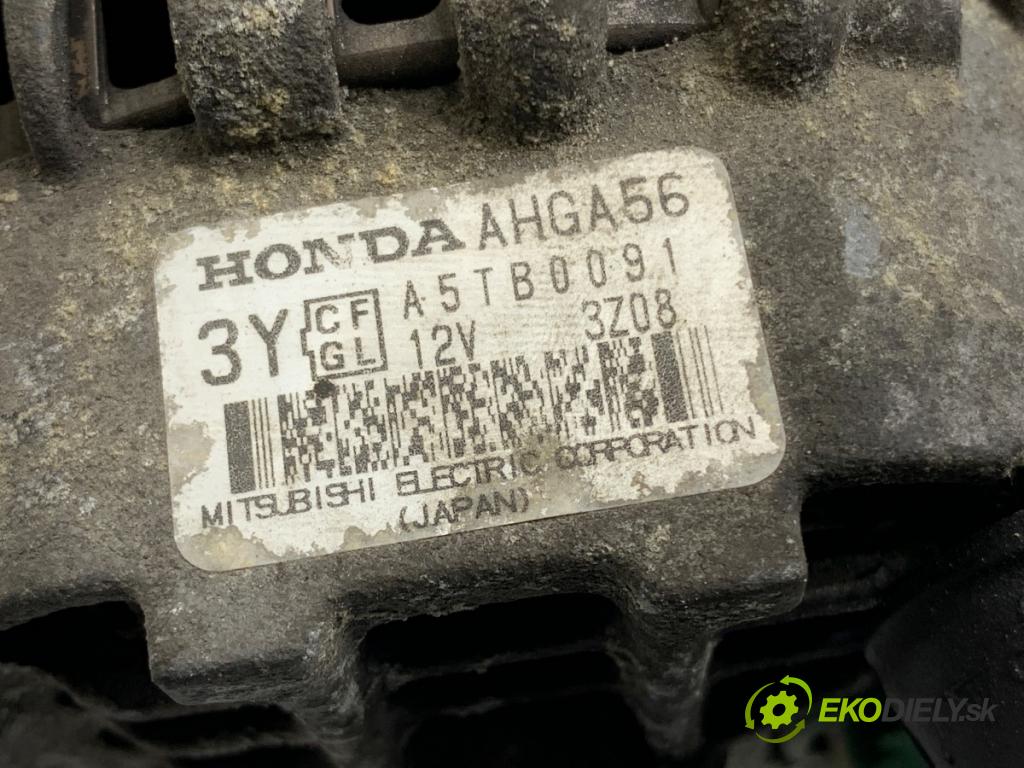 HONDA AHGA56
3Y CF A5TB0091
GL 12V 3Z08
MITSUBISHI ELECTRIC CORPORATION
(JAPAN)
EKODIELY.sk